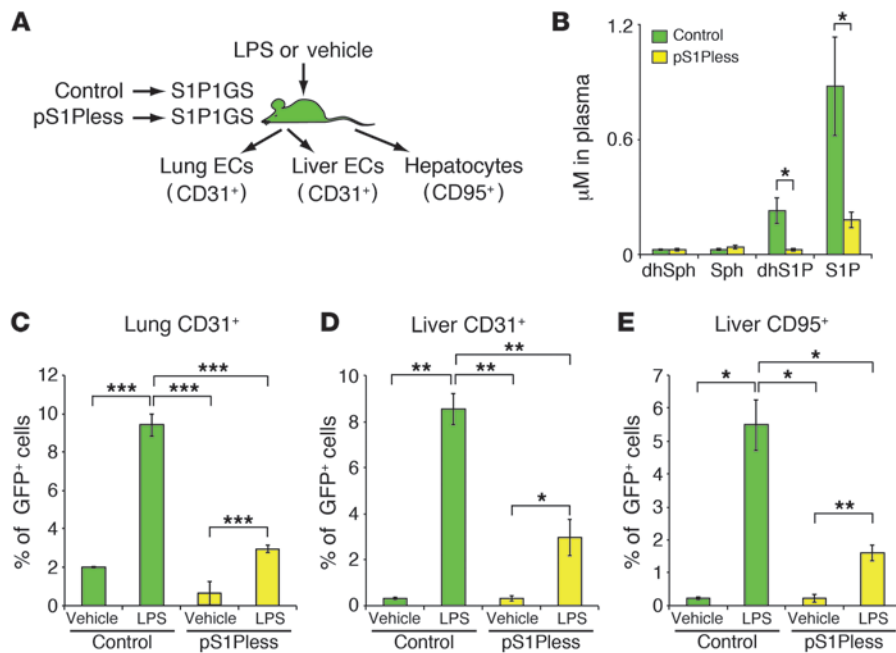 A
LPS or vehicle
Control S1P1GS
pS1Pless S1P1GS
Lung ECs Liver ECs Hepatocytes
(CD31+) (CD31+) (CD95+)
B
Control
pS1Pless
μM in plasma
1.2
0.6
0
* *
dhSph Sph dhS1P S1P
C
Lung CD31+
% of GFP+ cells
12
10
8
6
4
2
0
***
*** ***
***
Vehicle LPS Vehicle LPS
Control pS1Pless
D
Liver CD31+
% of GFP+ cells
10
8
6
4
2
0
**
** **
*
Vehicle LPS Vehicle LPS
Control pS1Pless
E
Liver CD95+
% of GFP+ cells
7
6
5
4
3
2
1
0
*
* *
**
Vehicle LPS Vehicle LPS
Control pS1Pless